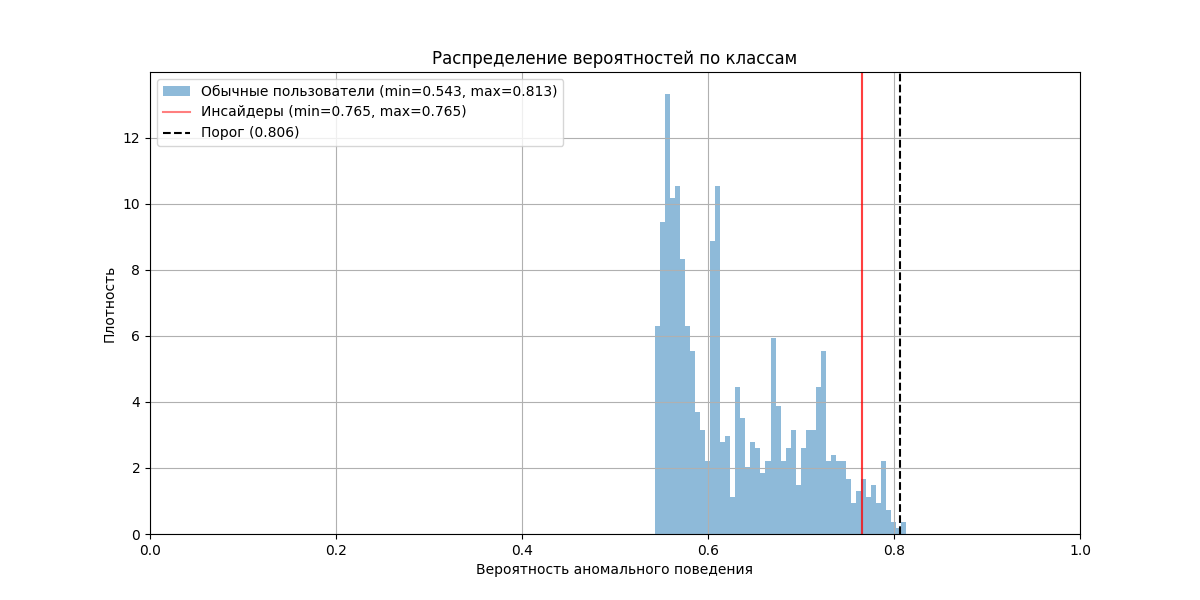 Распределение вероятностей по классам
Обычные пользователи (min=0.543, max=0.813)
Инсайдеры (min=0.765, max=0.765)
Порог (0.806)
Плотность
12
10
8
6
4
2
0
0.0 0.2 0.4 0.6 0.8 1.0
Вероятность аномального поведения